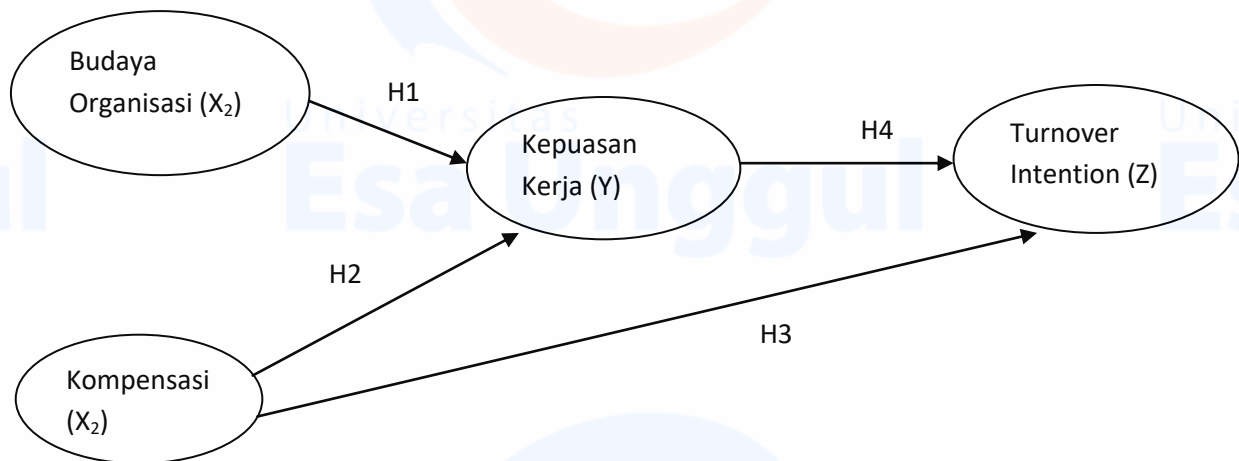 Budaya
Organisasi (X₂)
H1
Universitas
Esa Unggul
Kepuasan
Kerja (Y)
H4
Turnover
Intention (Z)
H2
H3
Kompensasi
(X₂)